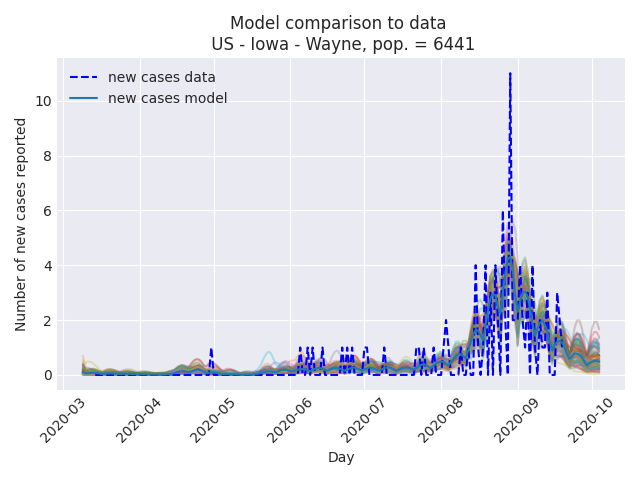 Model comparison to data
US - Iowa - Wayne, pop. = 6441
new cases data
new cases model
Number of new cases reported
10
8
6
4
2
0
2020-03
2020-04
2020-05
2020-06
2020-07
2020-08
2020-09
2020-10
Day